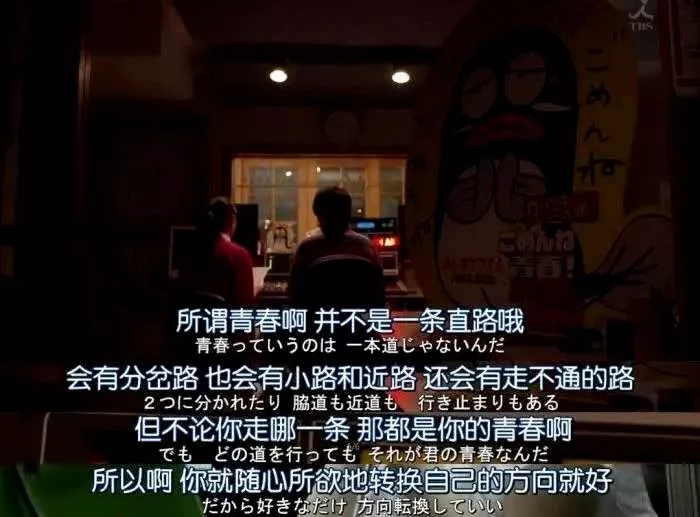 TBS
ごめんね
ごめんね
青春!
所谓青春啊 并不是一条直路哦
青春っていうのは 一本道じゃないんだ
会有分岔路 也会有小路和近路 还会有走不通的路
2つに分かれたり 脇道も近道も 行き止まりもある
但不论你走哪一条 那都是你的青春啊
でも どの道を行っても それが君の青春なんだ
所以啊 你就随心所欲地转换自己的方向就好
だから好きなだけ 方向転換していい